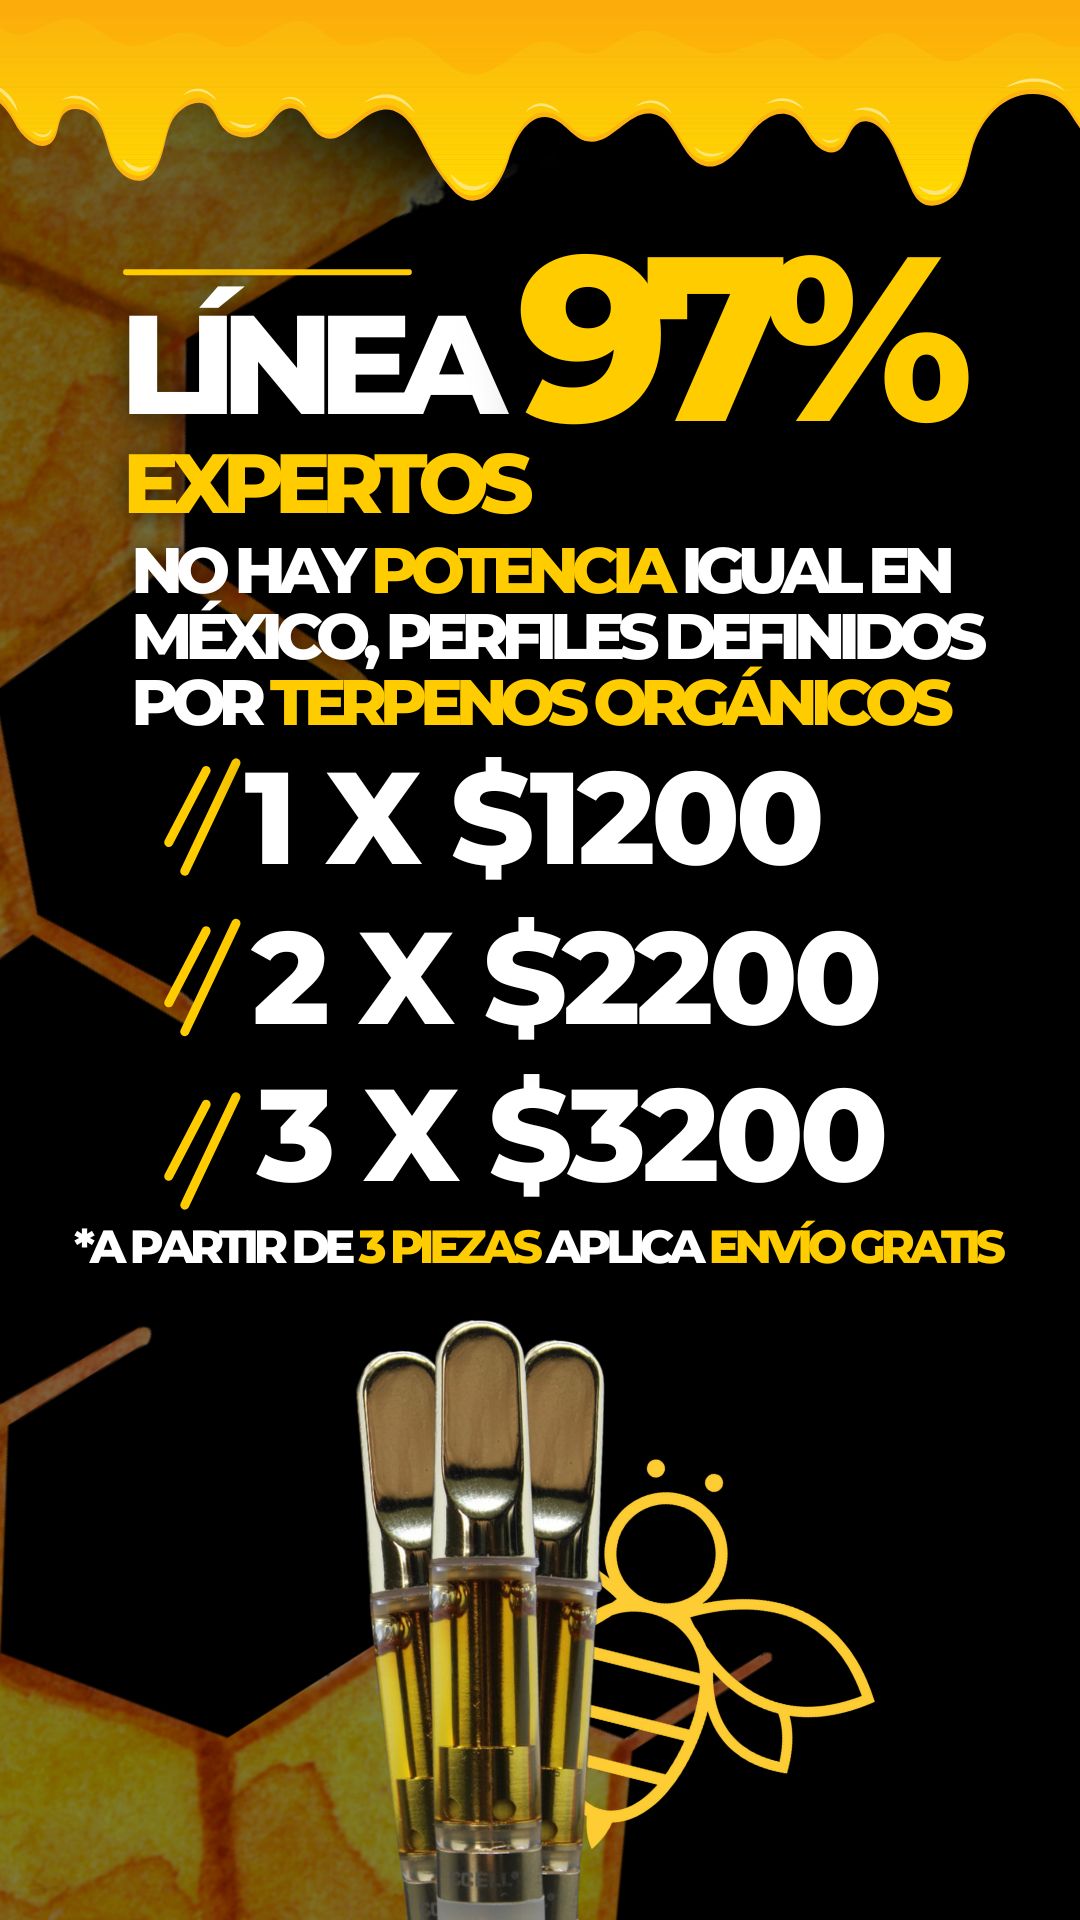 LÍNEA 97%
EXPERTOS
NO HAY POTENCIA IGUAL EN
MÉXICO, PERFILES DEFINIDOS
POR TERPENOS ORGÁNICOS
// 1 X $1200
// 2 X $2200
// 3 X $3200
*A PARTIR DE 3 PIEZAS APLICA ENVÍO GRATIS
CCELL®